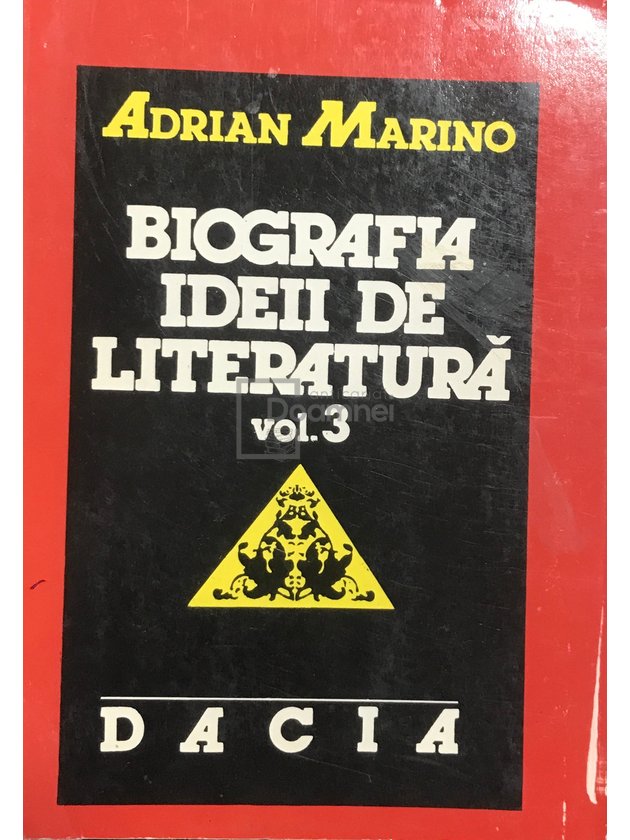 ADRIAN MARINO
BIOGRAFIA
IDEII DE
LITERATURĂ
vol. 3
DACIA